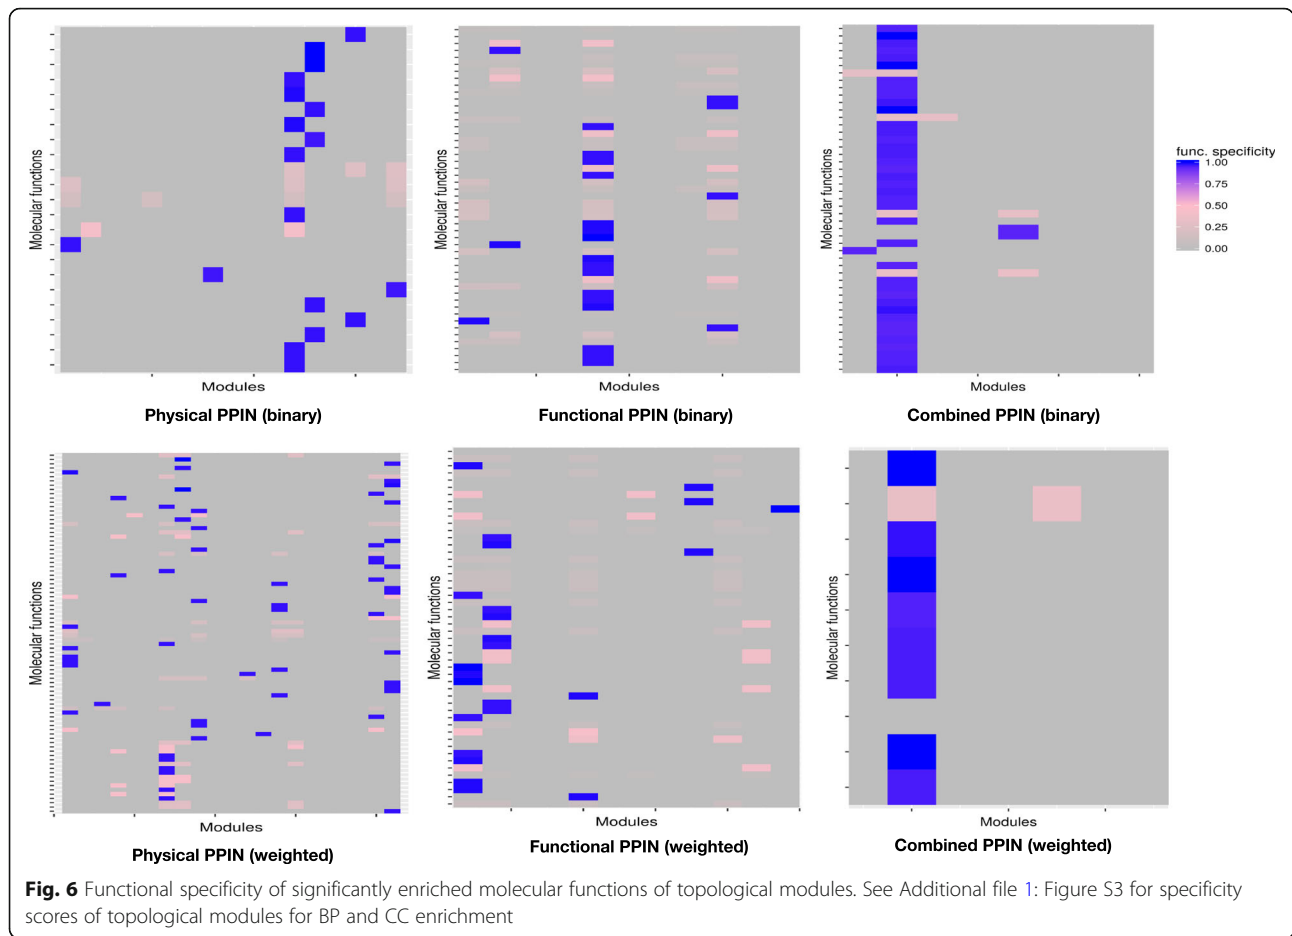 Molecular functions
Modules
Physical PPIN (binary)
Molecular functions
Modules
Functional PPIN (binary)
Molecular functions
Modules
Combined PPIN (binary)
func. specificity
1.00
0.75
0.50
0.25
0.00
Molecular functions
Modules
Physical PPIN (weighted)
Molecular functions
Modules
Functional PPIN (weighted)
Molecular functions
Modules
Combined PPIN (weighted)
Fig. 6 Functional specificity of significantly enriched molecular functions of topological modules. See Additional file 1: Figure S3 for specificity
scores of topological modules for BP and CC enrichment